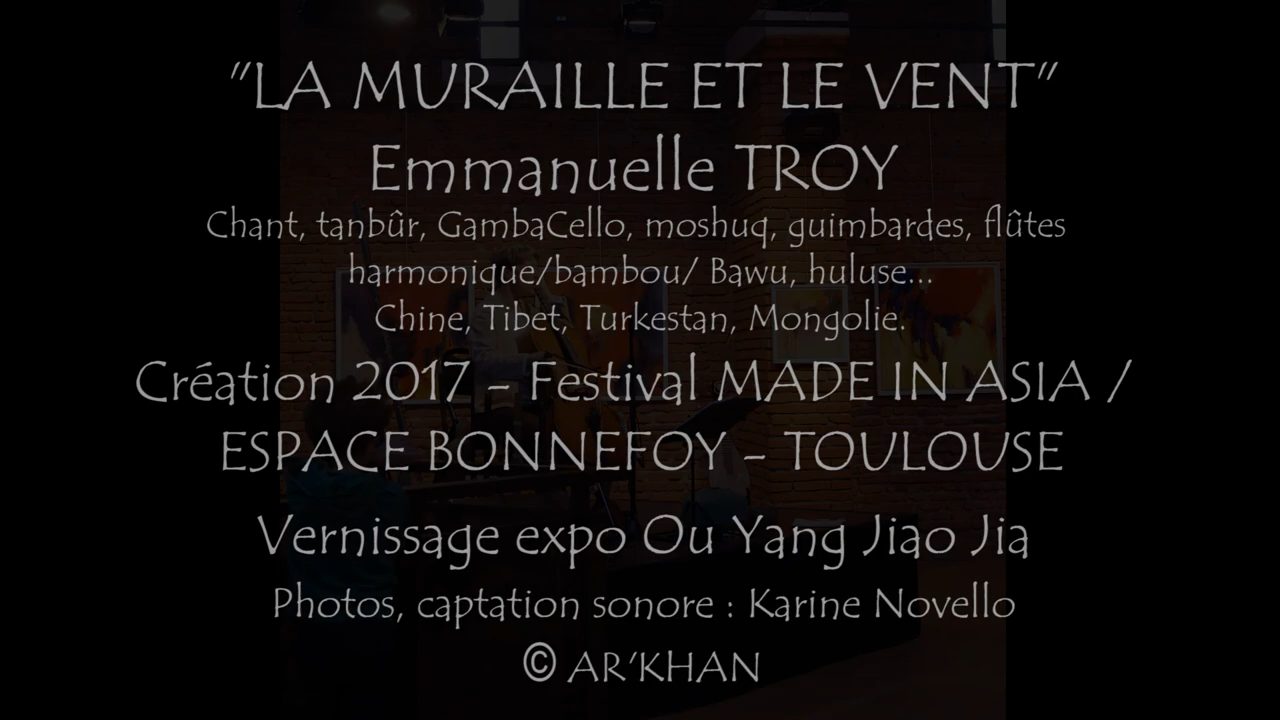 "LA MURAILLE ET LE VENT"
Emmanuelle TROY
Chant, tanbûr, GambaCello, moshuq, guimbardes, flûtes
harmonique/bambou/ Bawu, huluse...
Chine, Tibet, Turkestan, Mongolie.
Création 2017 - Festival MADE IN ASIA /
ESPACE BONNEFOY - TOULOUSE
Vernissage expo Ou Yang Jiao Jia
Photos, captation sonore : Karine Novello
© AR'KHAN